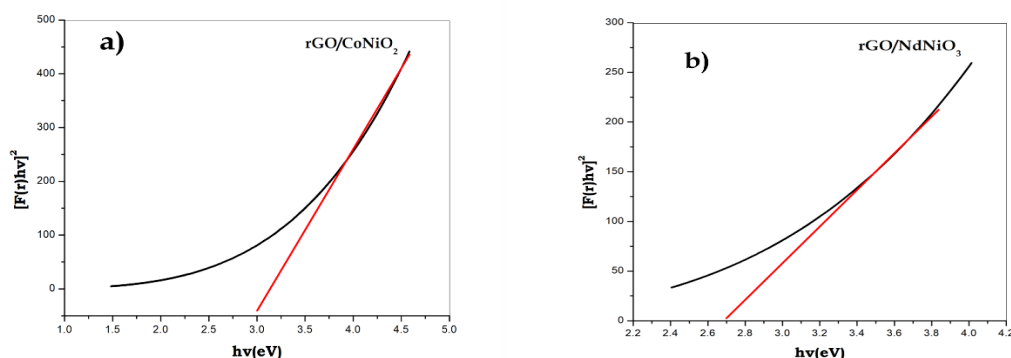 a)
rGO/CoNiO₂
[F(r)hv]²
500
400
300
200
100
0
1.0 1.5 2.0 2.5 3.0 3.5 4.0 4.5 5.0
hv(eV)
b)
rGO/NdNiO₃
[F(r)hv]²
300
250
200
150
100
50
0
2.2 2.4 2.6 2.8 3.0 3.2 3.4 3.6 3.8 4.0 4.2
hv(eV)